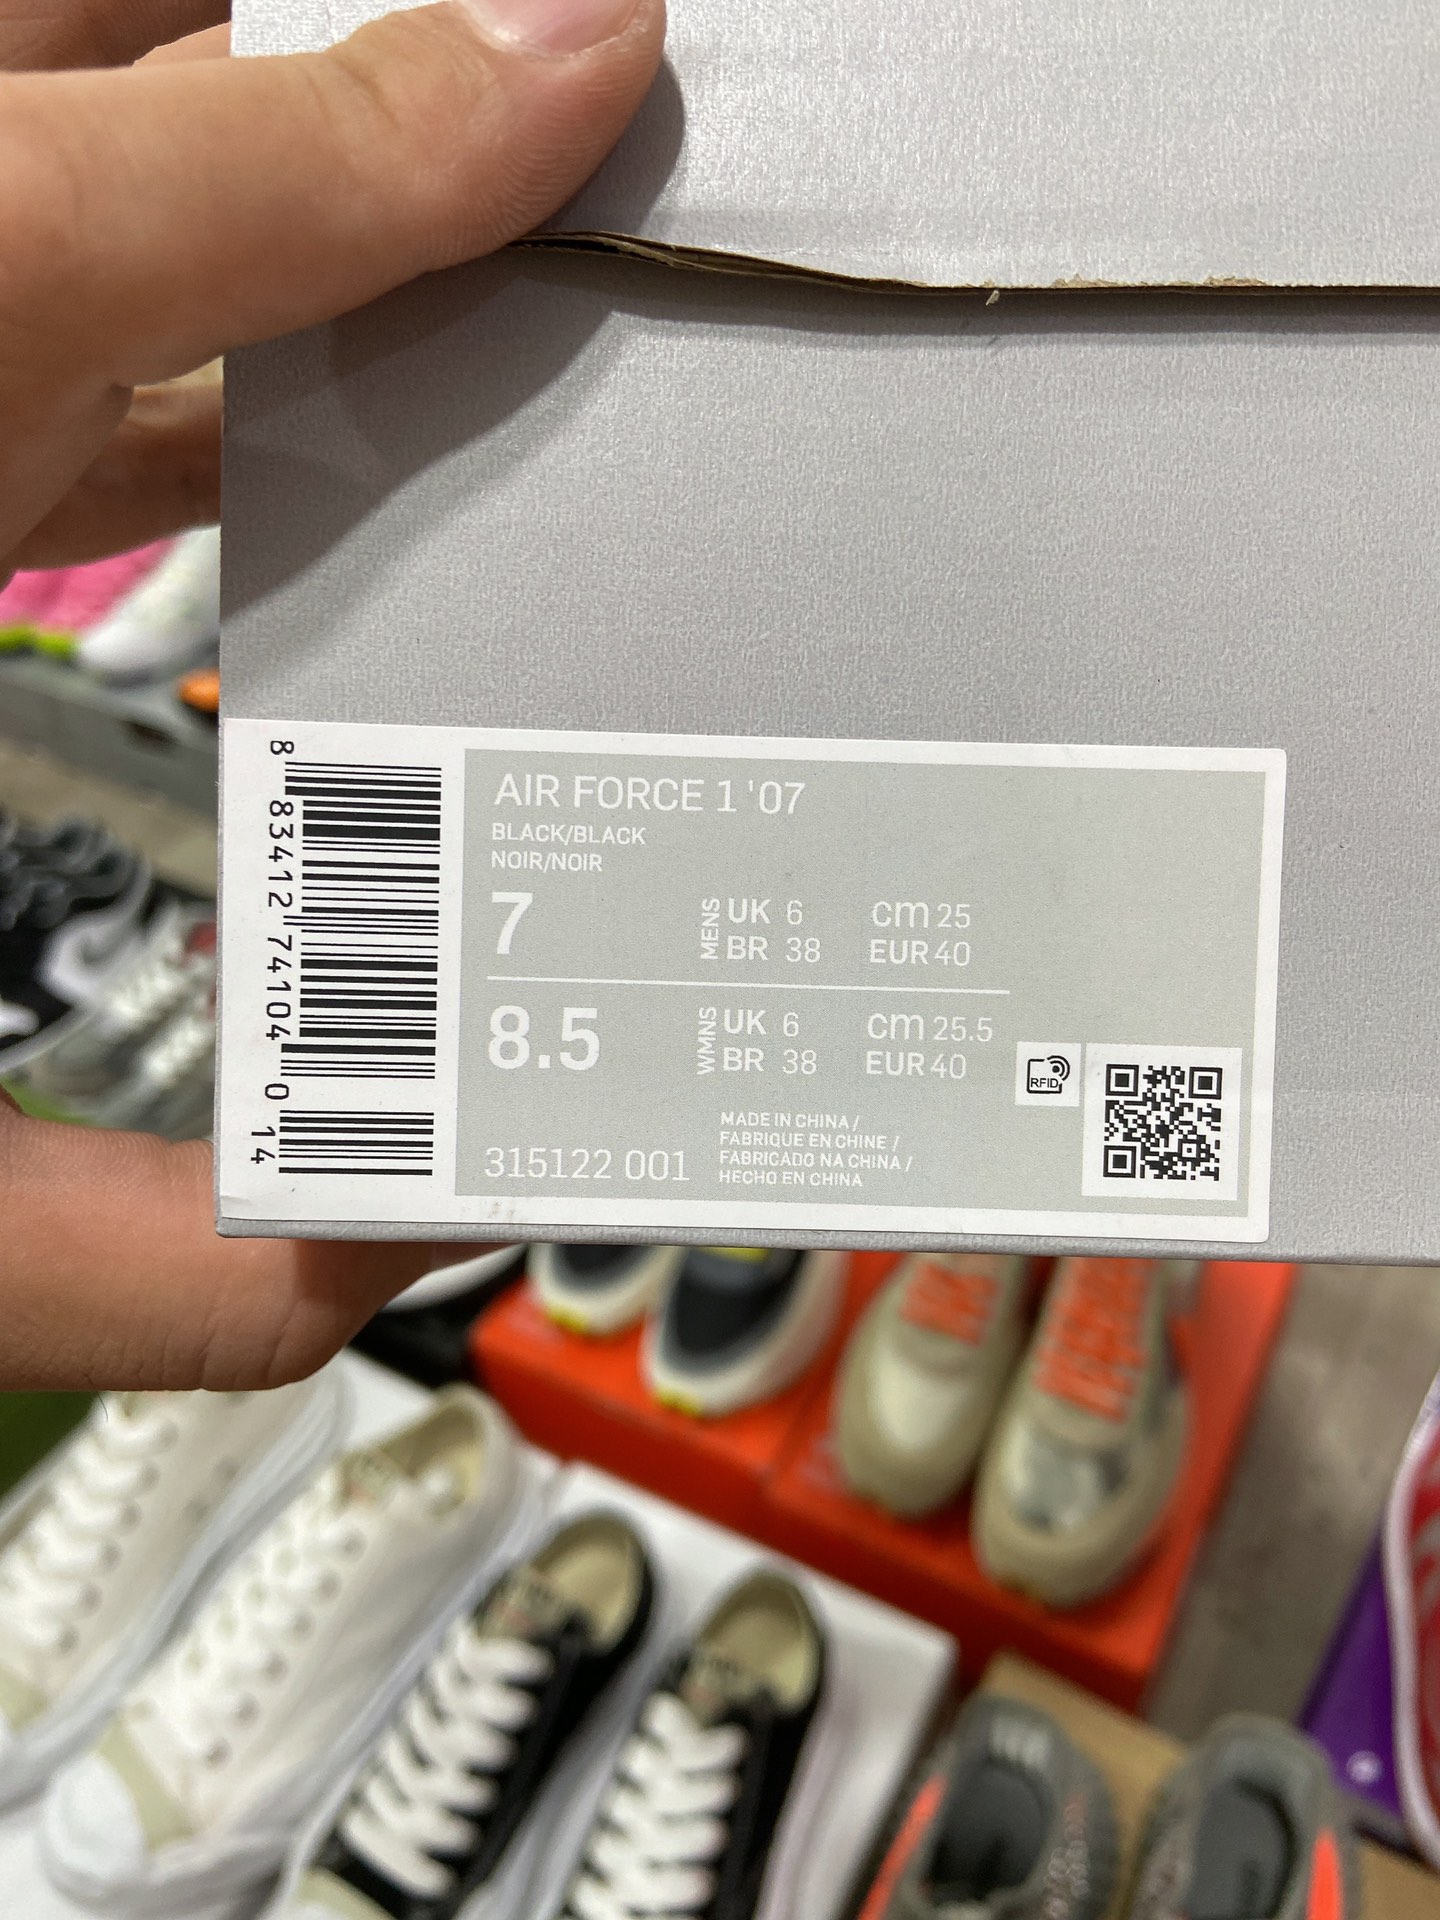 8 83412 74104 0 14
AIR FORCE 1 '07
BLACK/BLACK
NOIR/NOIR
7 MENS UK 6 cm 25
BR 38 EUR 40
8.5 WMNS UK 6 cm 25.5
BR 38 EUR 40
RFID
MADE IN CHINA /
FABRIQUE EN CHINE /
FABRICADO NA CHINA /
HECHO EN CHINA
315122 001